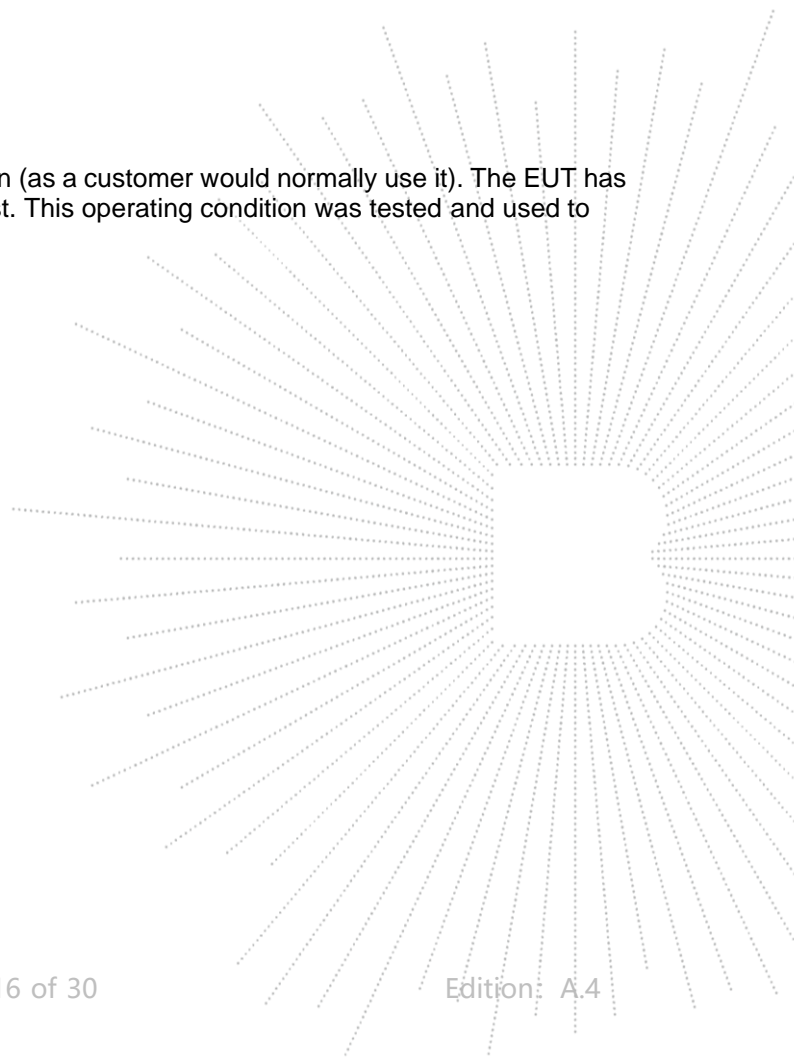 n (as a customer would normally use it). The EUT has
st. This operating condition was tested and used to
6 of 30 Edition: A.4